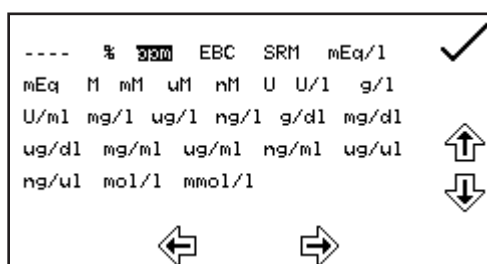 ---- % ppm EBC SRM mEq/l
mEq M mM uM nM U U/l g/l
U/ml mg/l ug/l ng/l g/dl mg/dl
ug/dl mg/ml ug/ml ng/ml ug/ul
ng/ul mol/l mmol/l